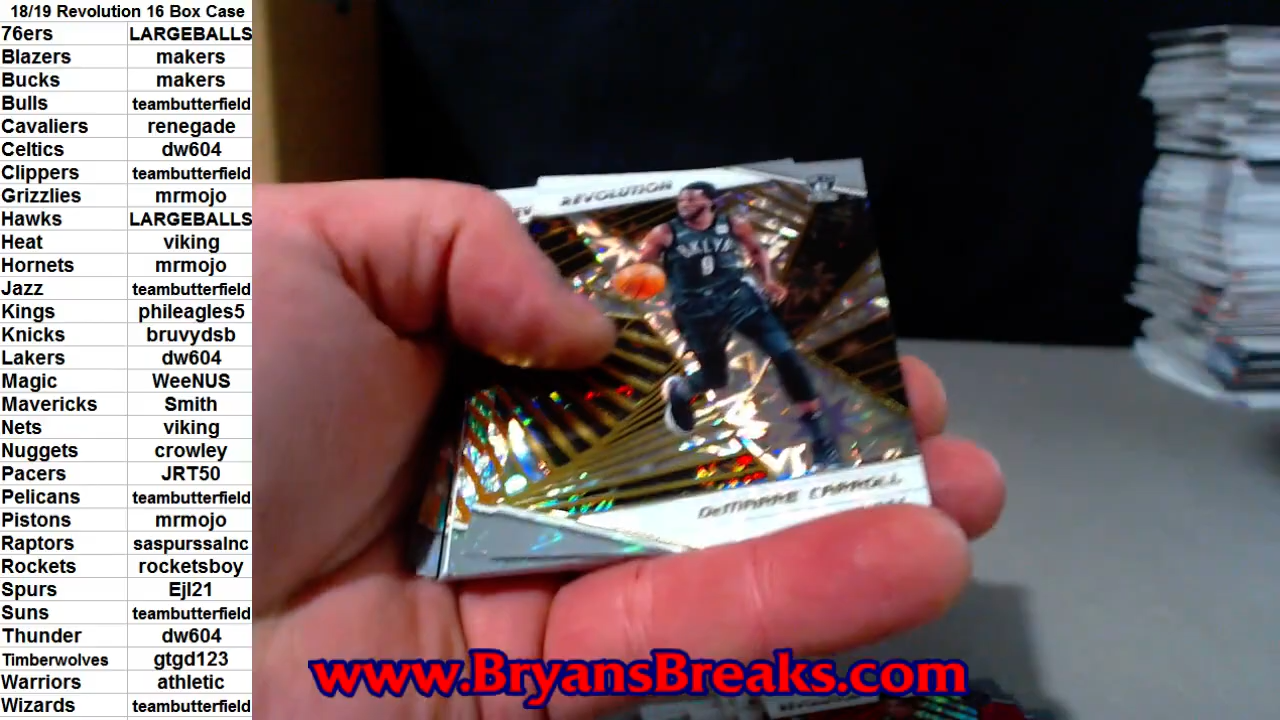 18/19 Revolution 16 Box Case
76ers LARGEBALLS
Blazers makers
Bucks makers
Bulls teambutterfield
Cavaliers renegade
Celtics dw604
Clippers teambutterfield
Grizzlies mrmojo
Hawks LARGEBALLS
Heat viking
Hornets mrmojo
Jazz teambutterfield
Kings phileagles5
Knicks bruvydsb
Lakers dw604
Magic WeeNUS
Mavericks Smith
Nets viking
Nuggets crowley
Pacers JRT50
Pelicans teambutterfield
Pistons mrmojo
Raptors saspurssalnc
Rockets rocketsboy
Spurs Ejl21
Suns teambutterfield
Thunder dw604
Timberwolves gtgd123
Warriors athletic
Wizards teambutterfield
REVOLUTION
9
DeMARRE CARROLL
www.BryansBreaks.com